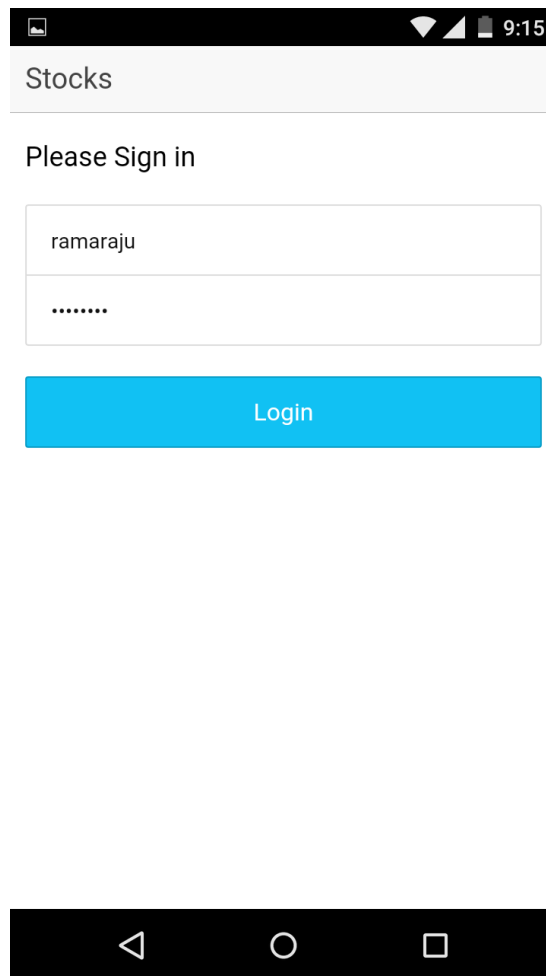 9:15
Stocks
Please Sign in
ramaraju
••••••••
Login